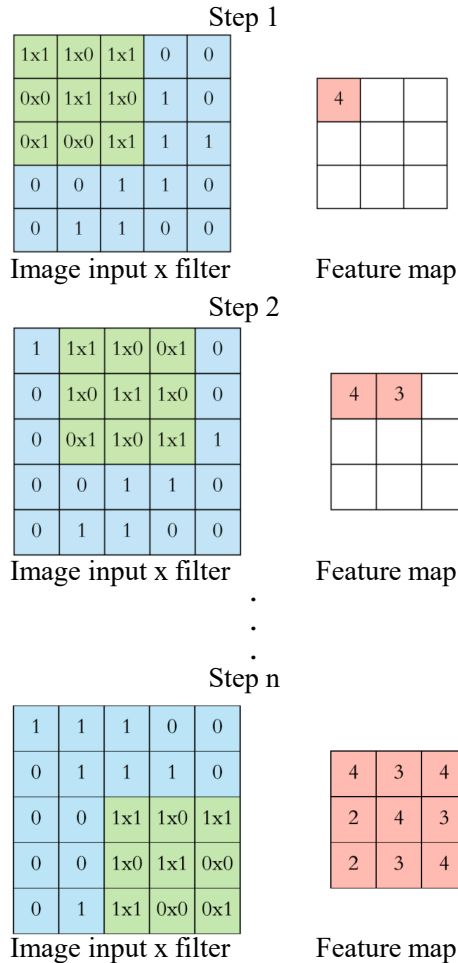 Step 1
1x1 1x0 1x1 0 0
0x0 1x1 1x0 1 0
4
0x1 0x0 1x1 1 1
0 0 1 1 0
0 1 1 0 0
Image input x filter Feature map
Step 2
1 1x1 1x0 0x1 0
0 1x0 1x1 1x0 0
4 3
0 0x1 1x0 1x1 1
0 0 1 1 0
0 1 1 0 0
Image input x filter Feature map
.
.
.
Step n
1 1 1 0 0
0 1 1 1 0
4 3 4
0 0 1x1 1x0 1x1
2 4 3
0 0 1x0 1x1 0x0
2 3 4
0 1 1x1 0x0 0x1
Image input x filter Feature map